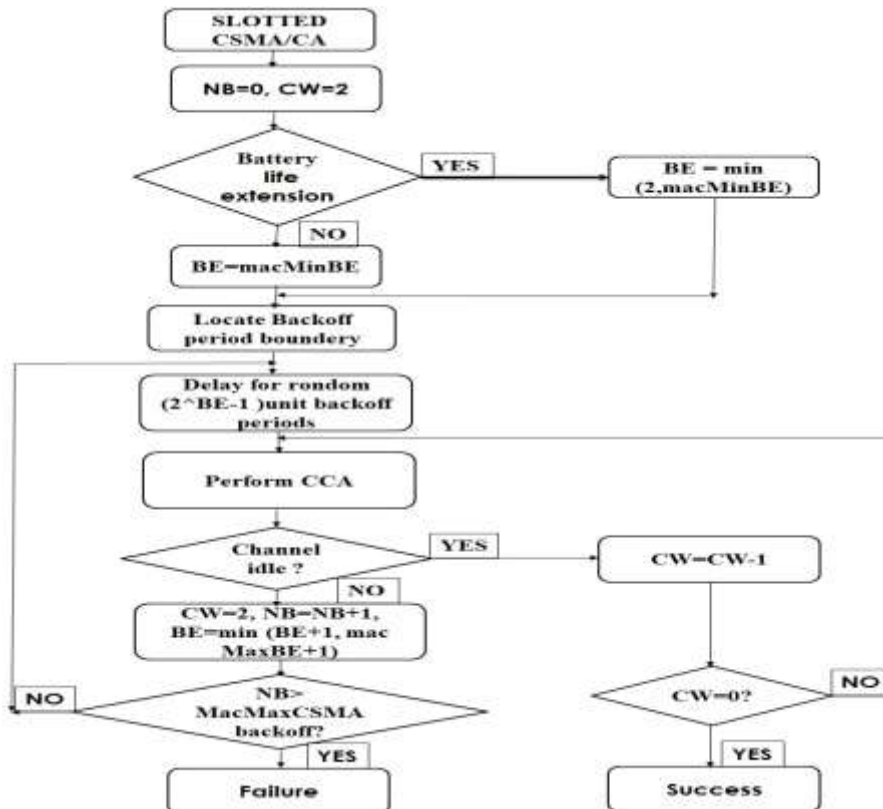 SLOTTED
CSMA/CA
NB=0, CW=2
Battery
life
extension
YES
BE = min
(2,macMinBE)
NO
BE=macMinBE
Locate Backoff
period boundery
Delay for rondom
(2^BE-1 )unit backoff
periods
Perform CCA
Channel
idle ?
YES
CW=CW-1
NO
CW=2, NB=NB+1,
BE=min (BE+1, mac
MaxBE+1)
NO
NB>
MacMaxCSMA
backoff?
CW=0?
NO
YES
YES
Failure
Success